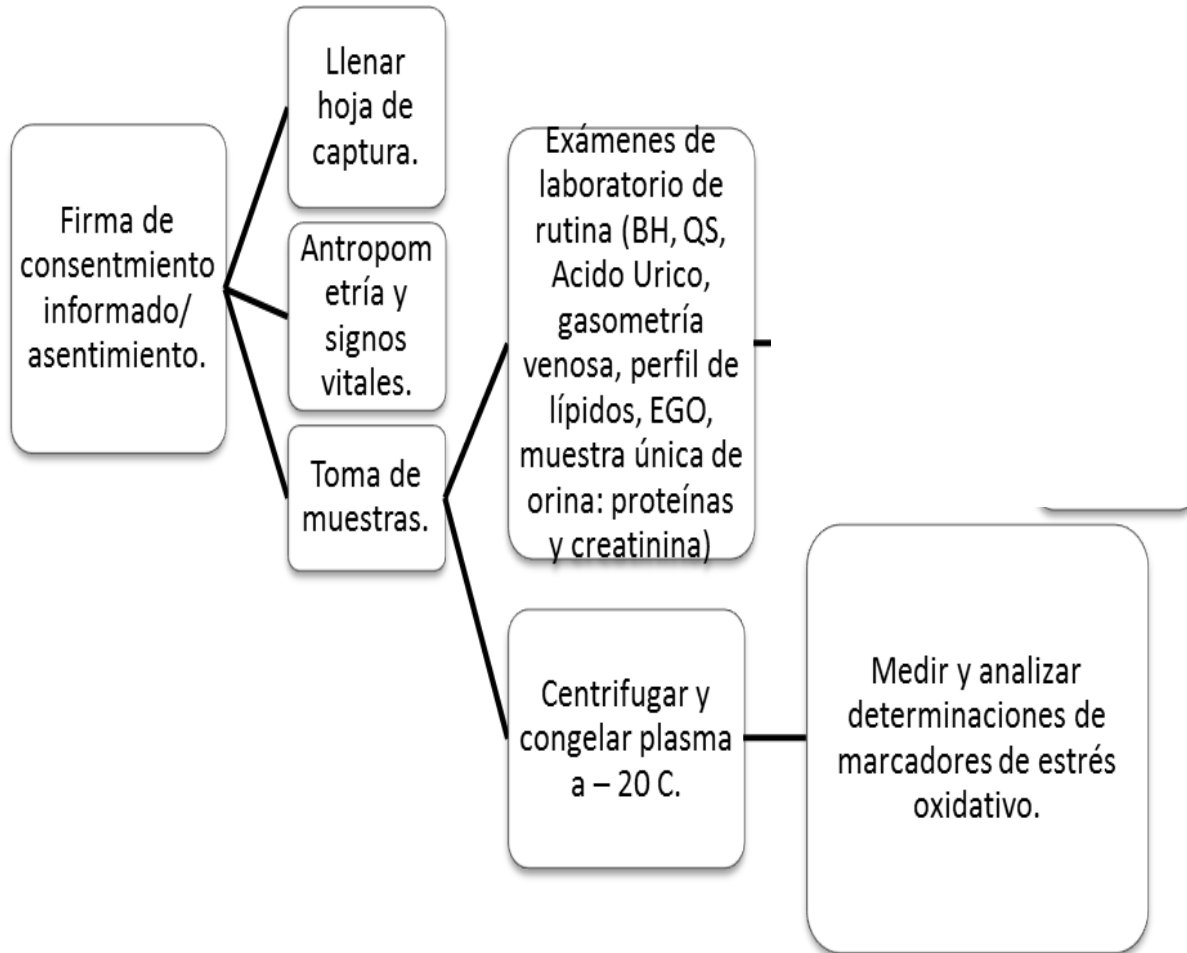 Firma de
consentmiento
informado/
asentimiento.
Llenar
hoja de
captura.
Antropom
etría y
signos
vitales.
Toma de
muestras.
Exámenes de
laboratorio de
rutina (BH, QS,
Acido Urico,
gasometría
venosa, perfil de
lípidos, EGO,
muestra única de
orina: proteínas
y creatinina)
Centrifugar y
congelar plasma
a – 20 C.
Medir y analizar
determinaciones de
marcadores de estrés
oxidativo.